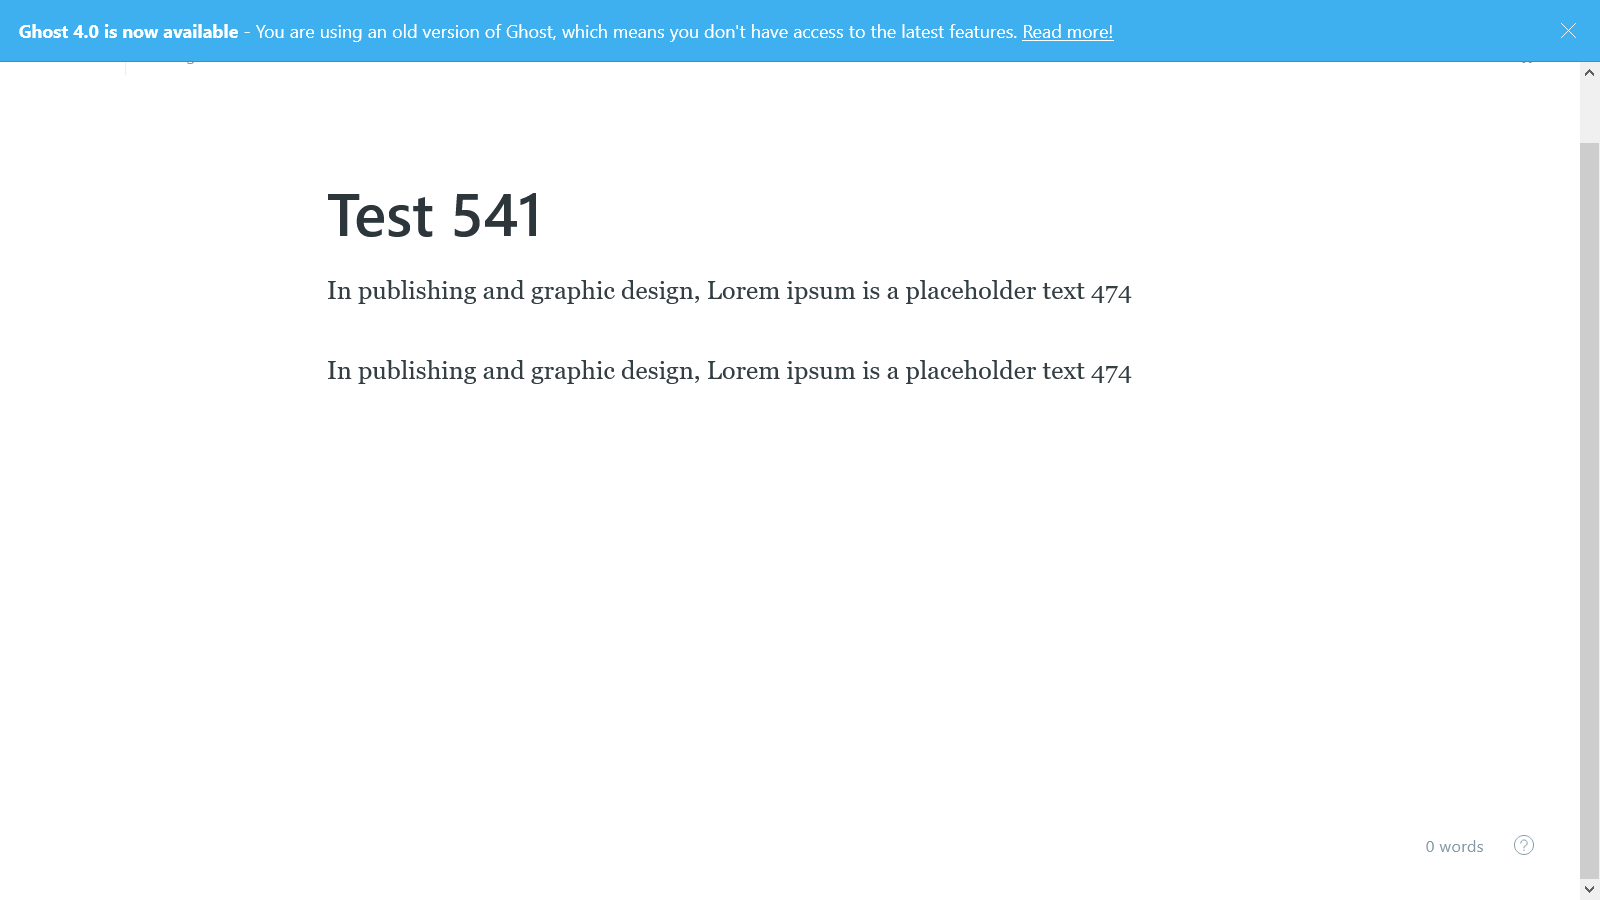 Ghost 4.0 is now available - You are using an old version of Ghost, which means you don't have access to the latest features. Read more!
Test 541
In publishing and graphic design, Lorem ipsum is a placeholder text 474
In publishing and graphic design, Lorem ipsum is a placeholder text 474
0 words
?